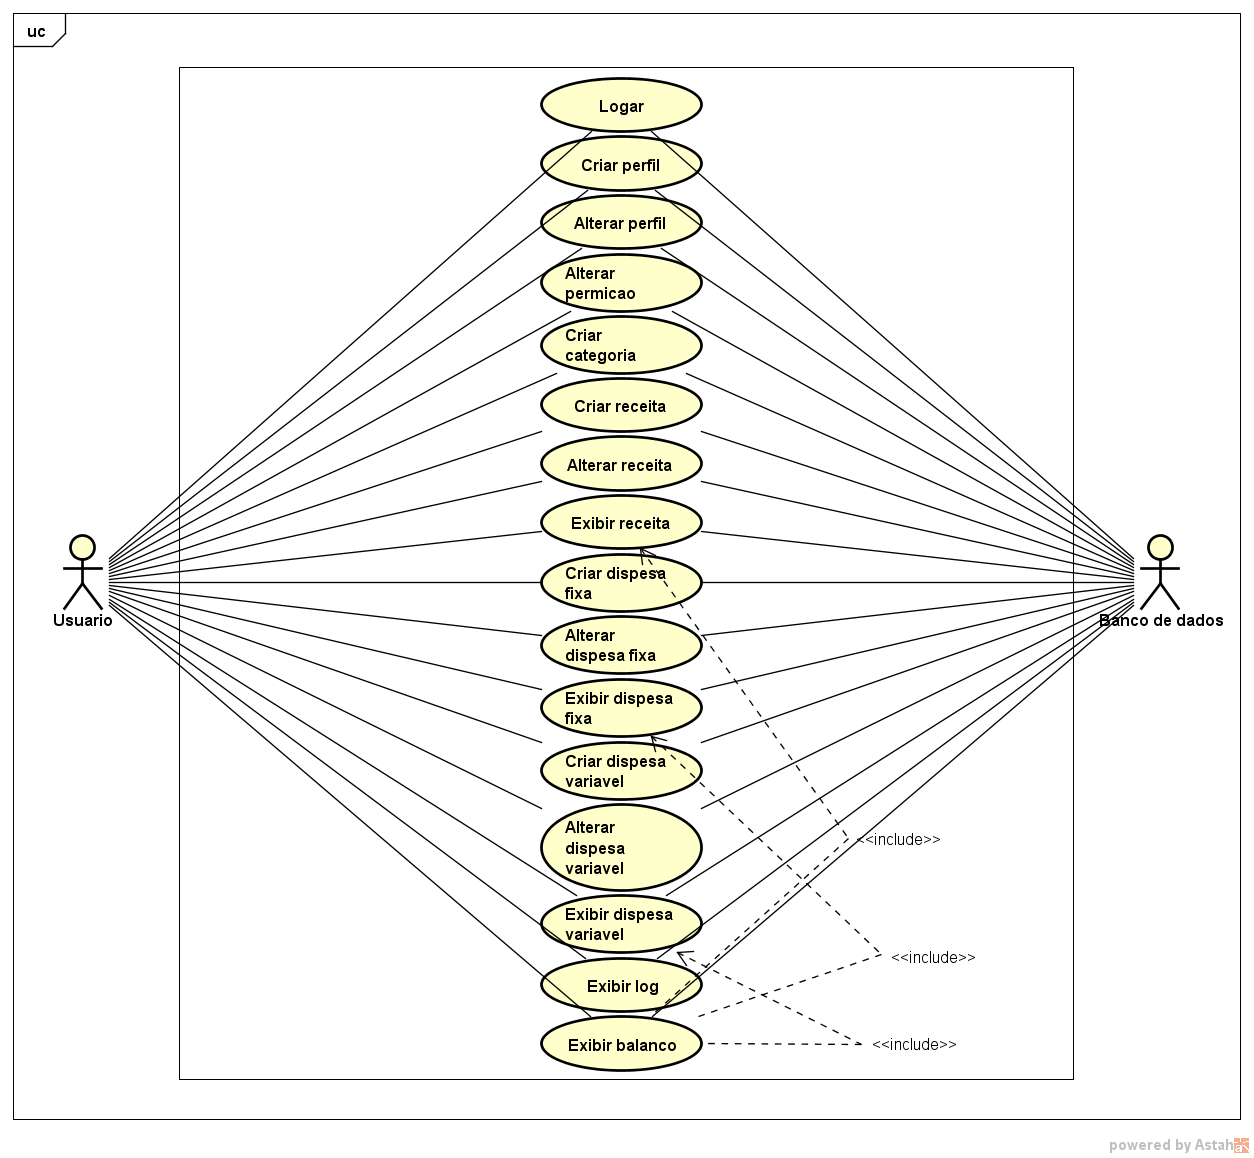 uc
Logar
Criar perfil
Alterar perfil
Alterar
permicao
Criar
categoria
Criar receita
Alterar receita
Exibir receita
Criar dispesa
fixa
Alterar
dispesa fixa
Exibir dispesa
fixa
Criar dispesa
variavel
Alterar
dispesa
variavel
Exibir dispesa
variavel
Exibir log
Exibir balanco
Usuario
Banco de dados
<<include>>
<<include>>
<<include>>
powered by Astah